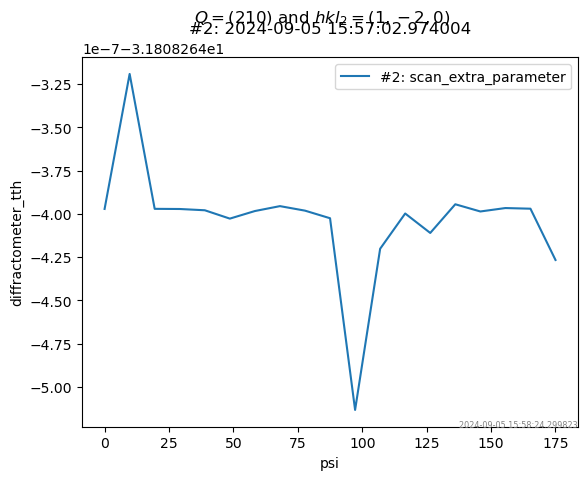 Q = (210) and hkl₂ = (1, −2, 0)
#2: 2024-09-05 15:57:02.974004
1e-7−3.1808264e1
#2: scan_extra_parameter
−3.25
−3.50
−3.75
−4.00
−4.25
−4.50
−4.75
−5.00
diffractometer_tth
2024-09-05 15:58:24.299823
0 25 50 75 100 125 150 175
psi